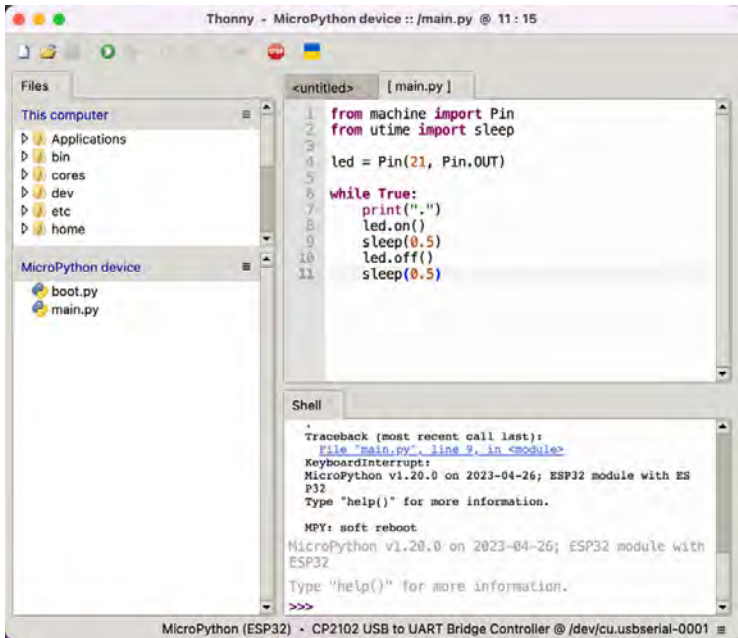 Thonny - MicroPython device :: /main.py @ 11 : 15
STOP
Files
This computer
Applications
bin
cores
dev
etc
home
MicroPython device
boot.py
main.py
<untitled>
[ main.py ]
1 from machine import Pin
2 from utime import sleep
3
4 led = Pin(21, Pin.OUT)
5
6 while True:
7 print(".")
8 led.on()
9 sleep(0.5)
10 led.off()
11 sleep(0.5)
Shell
.
Traceback (most recent call last):
File "main.py", line 9, in <module>
KeyboardInterrupt:
MicroPython v1.20.0 on 2023-04-26; ESP32 module with ES
P32
Type "help()" for more information.
MPY: soft reboot
MicroPython v1.20.0 on 2023-04-26; ESP32 module with
ESP32
Type "help()" for more information.
>>>
MicroPython (ESP32) • CP2102 USB to UART Bridge Controller @ /dev/cu.usbserial-0001 ≡